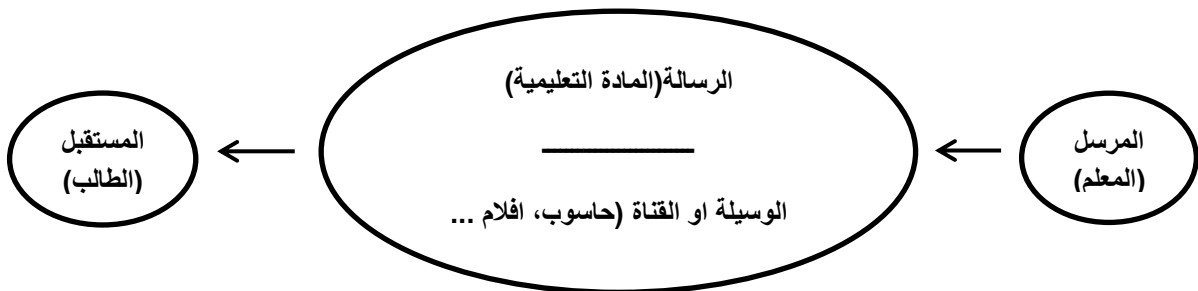 المرسل
(المعلم)
الرسالة(المادة التعليمية)
الوسيلة او القناة (حاسوب، افلام ...
المستقبل
(الطالب)